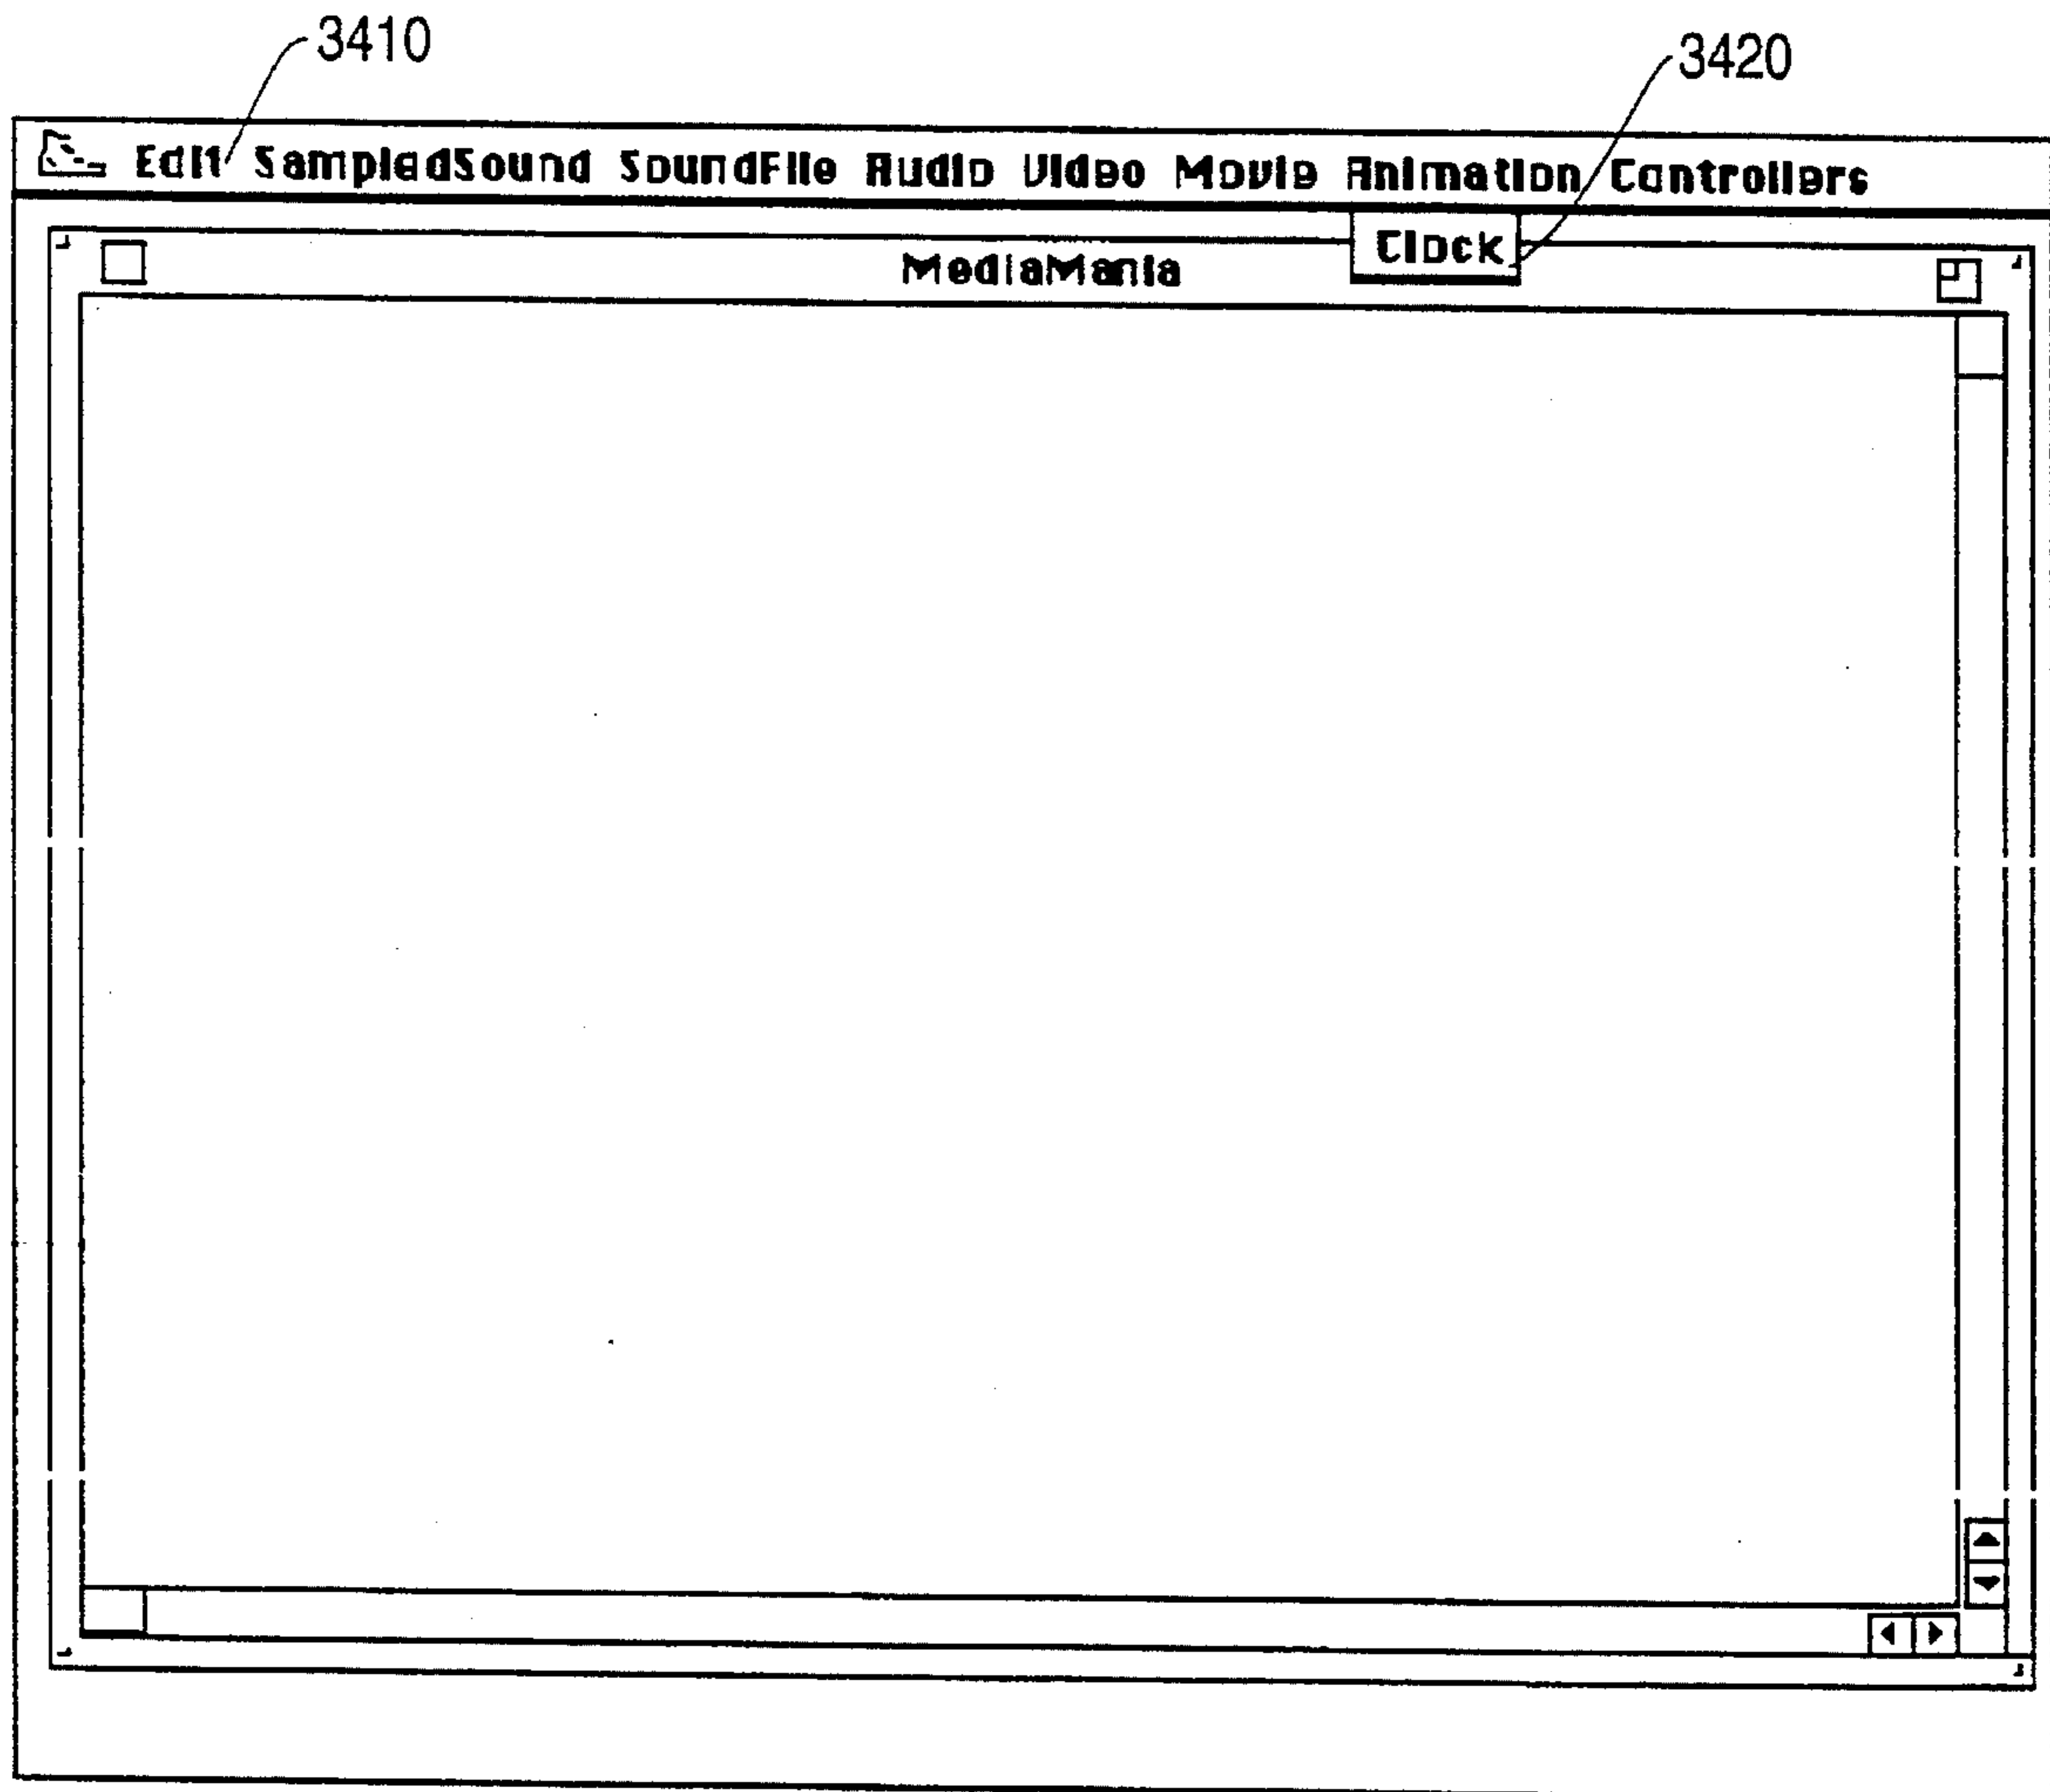 3410
3420
Edit SampledSound SoundFile Audio Video Movie Animation Controllers
Clock
MediaMania